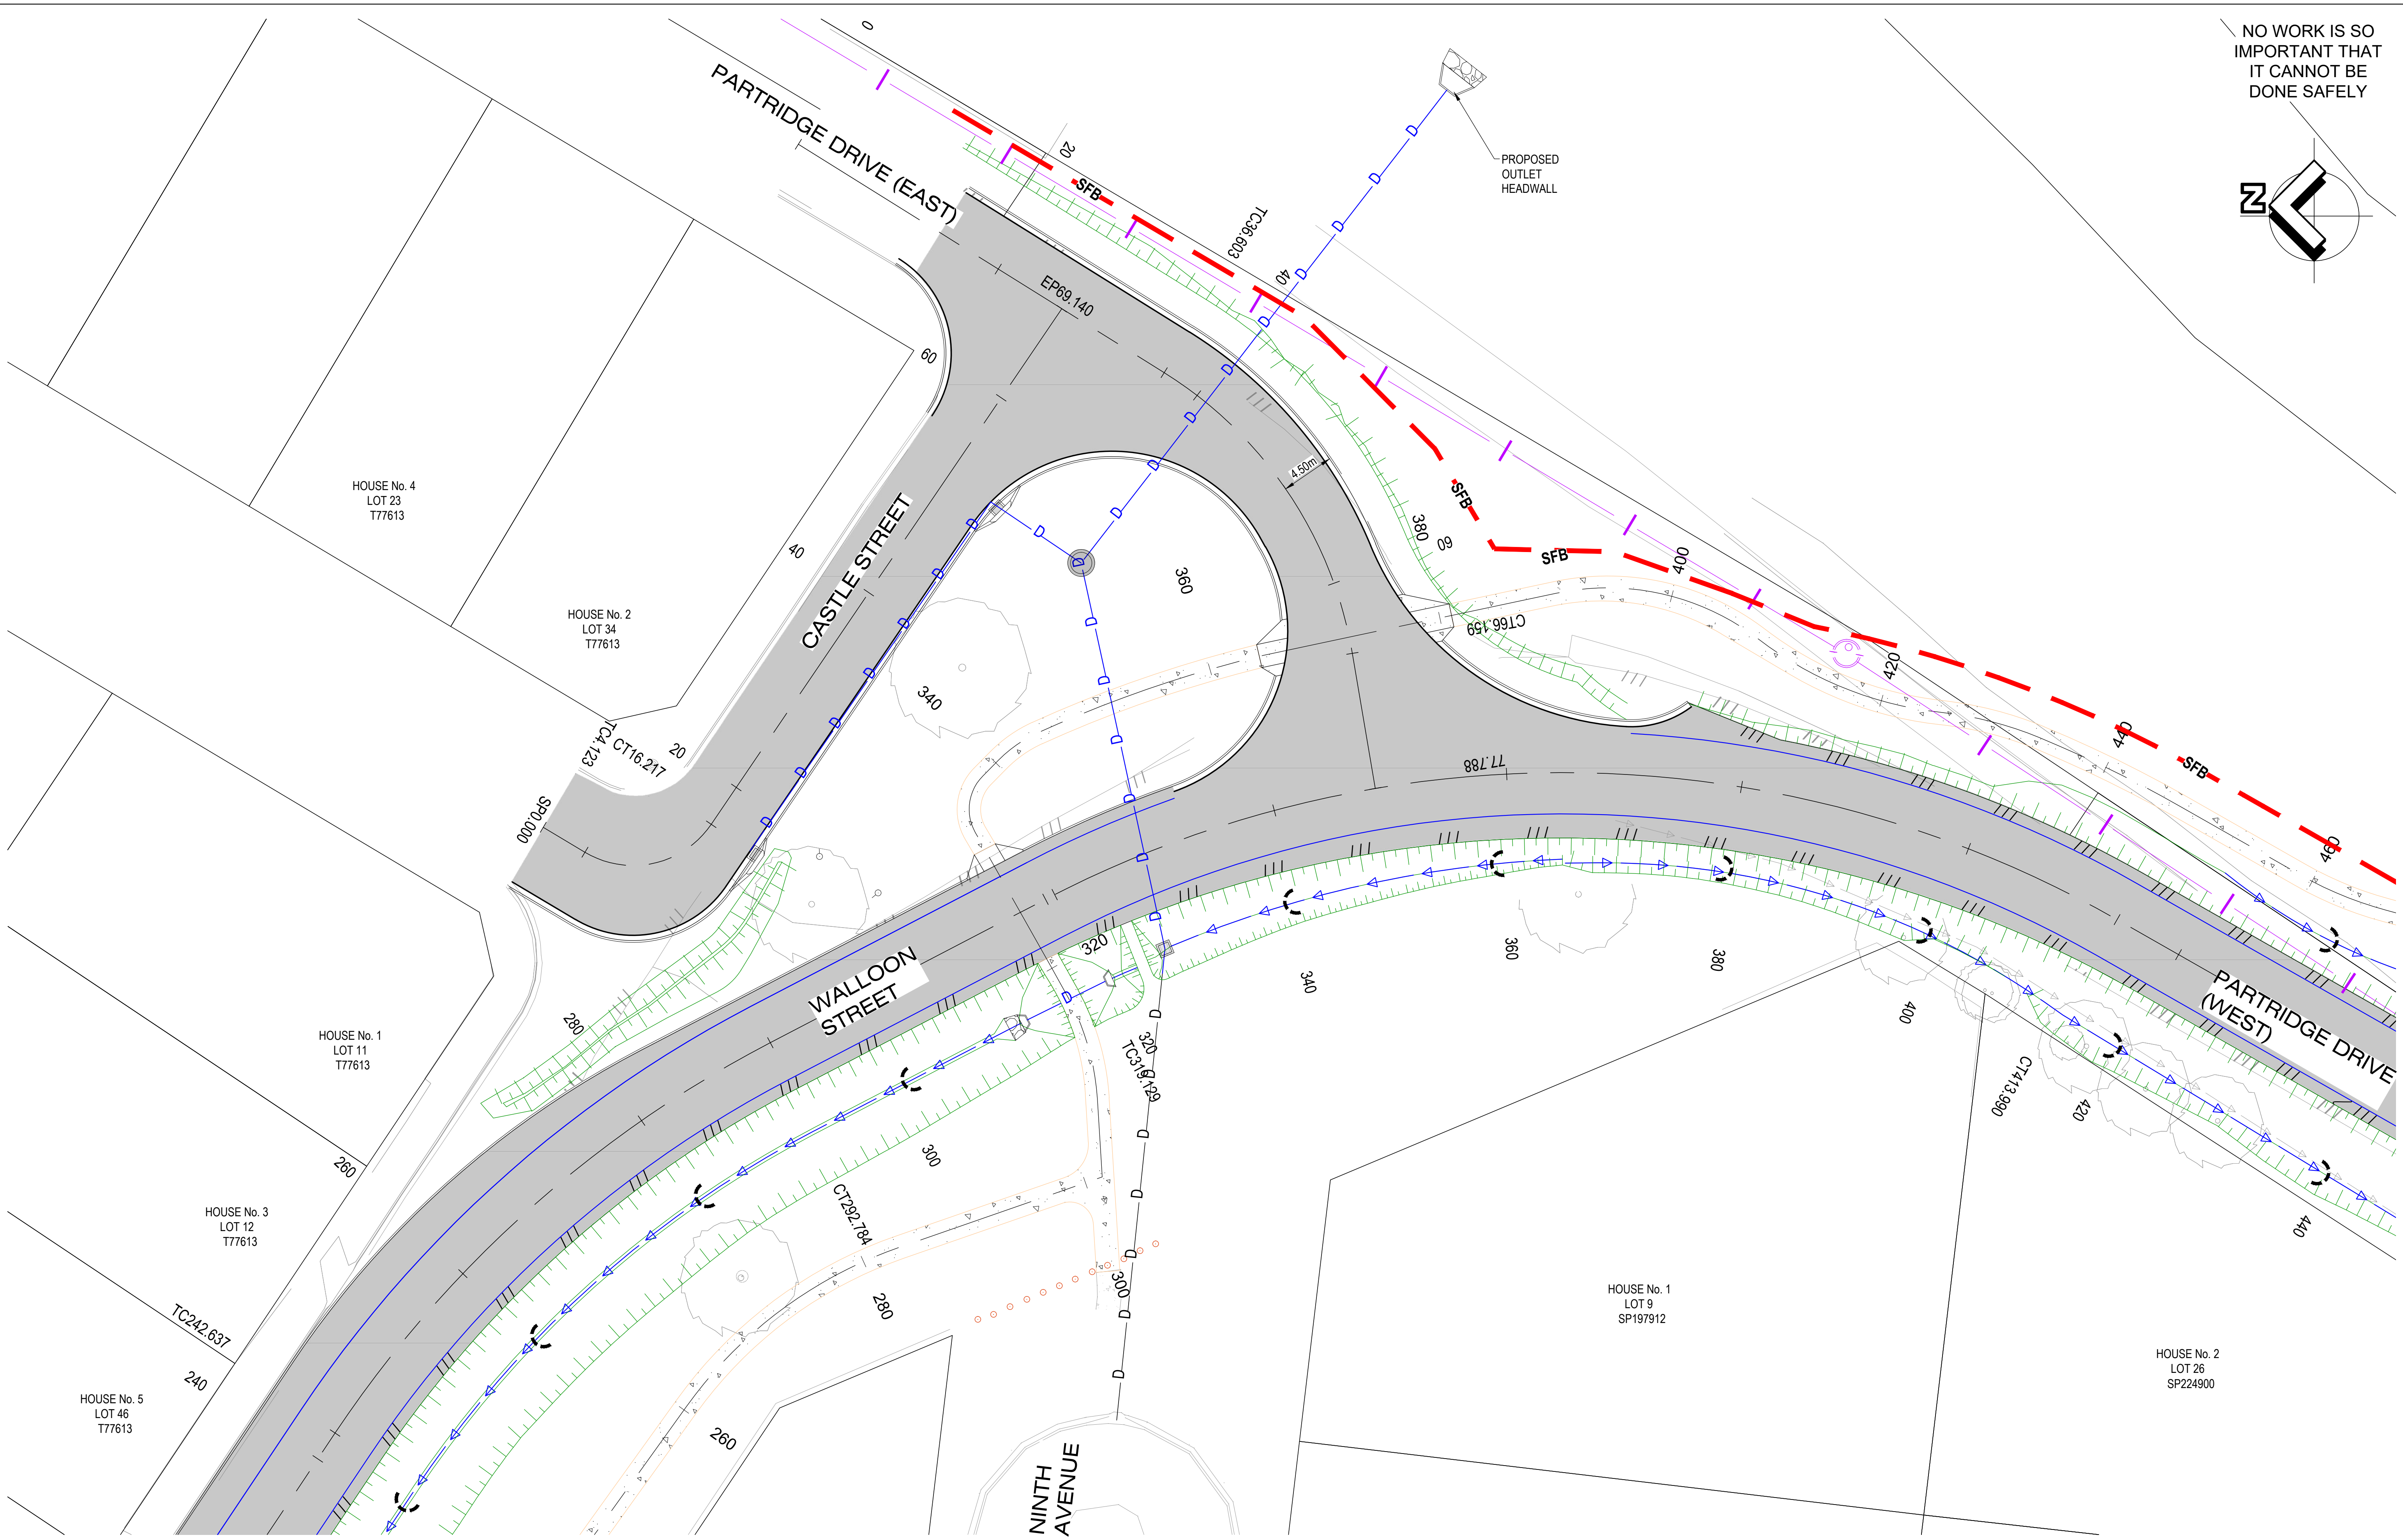 NO WORK IS SO
IMPORTANT THAT
IT CANNOT BE
DONE SAFELY
N
0
PARTRIDGE DRIVE (EAST)
20
SFB
TC36.603
40
PROPOSED
OUTLET
HEADWALL
EP69.140
60
4.50m
SFB
380
60
SFB
400
HOUSE No. 4
LOT 23
T77613
CASTLE STREET
40
360
HOUSE No. 2
LOT 34
T77613
CT66.159
420
340
TC4.123
CT16.217
20
440
SFB
77.788
SP0.000
460
WALLOON
STREET
320
360
380
340
400
PARTRIDGE DRIVE
(WEST)
280
HOUSE No. 1
LOT 11
T77613
320
TC319.129
CT413.990
420
300
260
CT292.784
HOUSE No. 3
LOT 12
T77613
440
300
280
HOUSE No. 1
LOT 9
SP197912
TC242.637
240
HOUSE No. 2
LOT 26
SP224900
HOUSE No. 5
LOT 46
T77613
260
NINTH
AVENUE
D D D D D D D D D D
D D D D D D D D
D D D D D D D
D D D D D D D